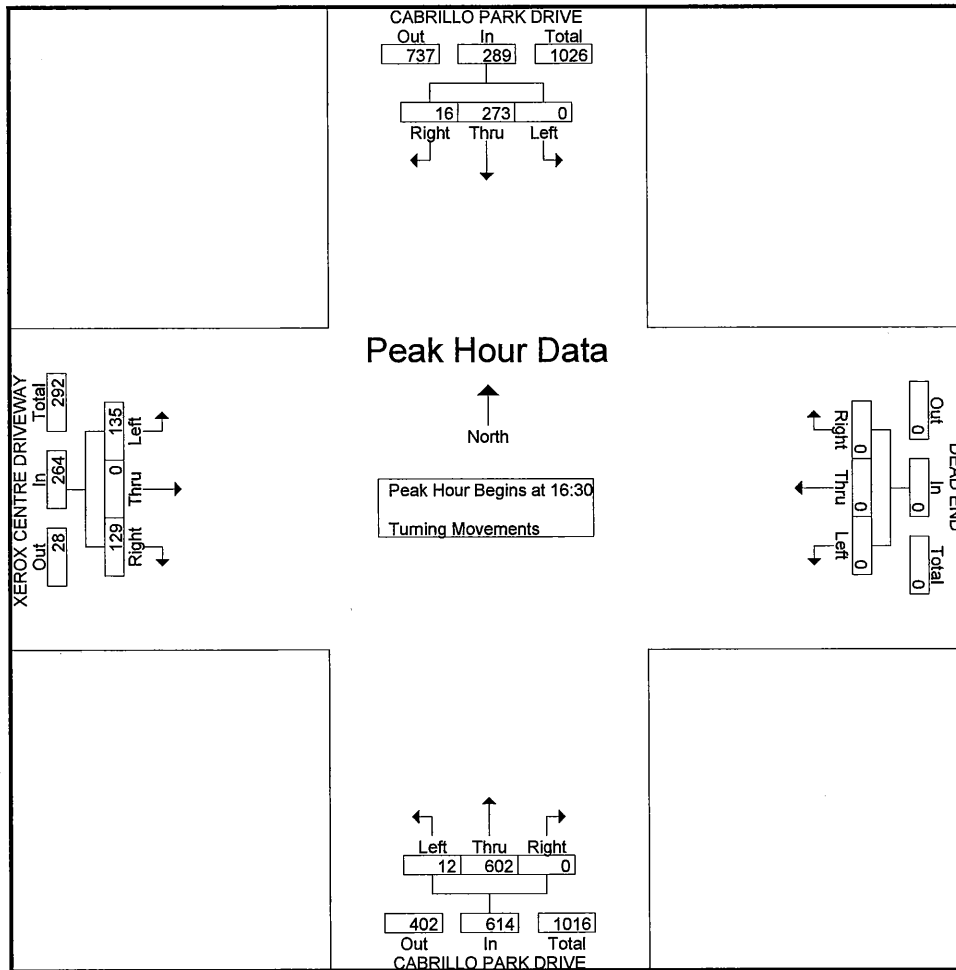 CABRILLO PARK DRIVE
Out In Total
737 289 1026
16 273 0
Right Thru Left
Peak Hour Data
North
Peak Hour Begins at 16:30
Turning Movements
XEROX CENTRE DRIVEWAY
Total In Out
292 264 28
135 0 129
Left Thru Right
DEAD END
Out In Total
0 0 0
0 0 0
Right Thru Left
Left Thru Right
12 602 0
402 614 1016
Out In Total
CABRILLO PARK DRIVE